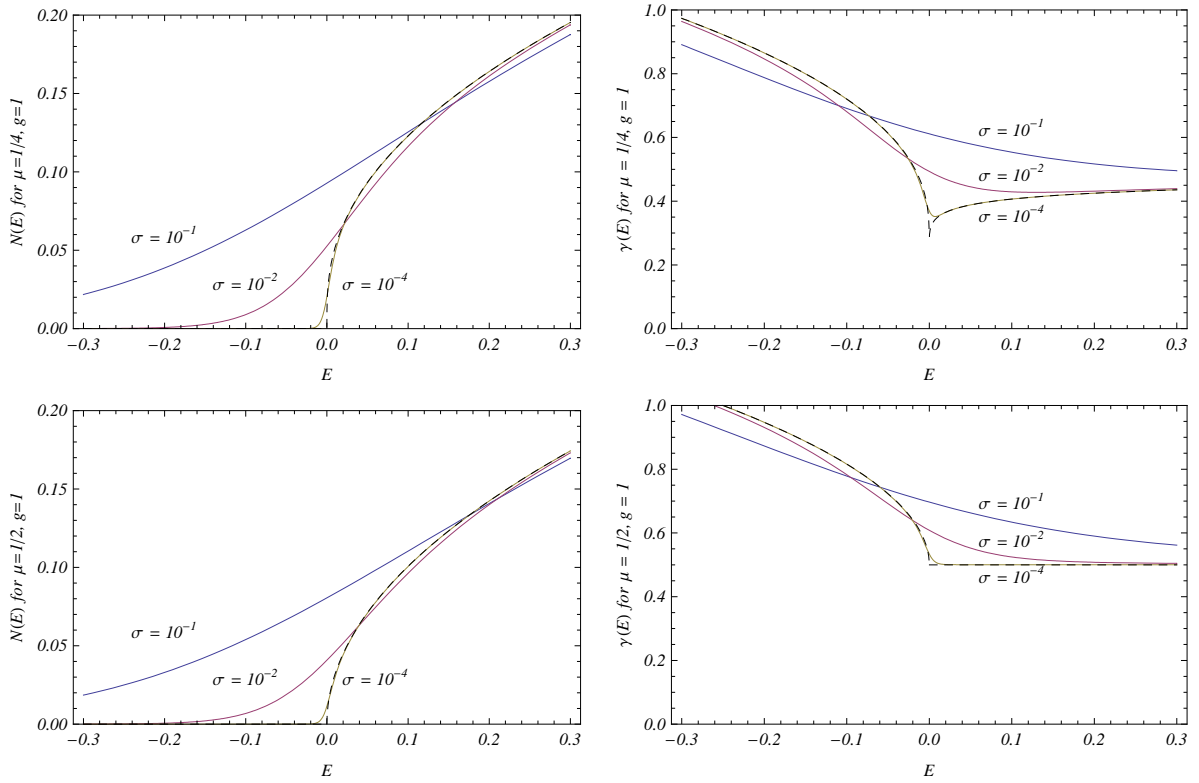 N(E) for μ=1/4, g=1
0.20
0.15
0.10
0.05
0.00
σ = 10⁻¹
σ = 10⁻²
σ = 10⁻⁴
−0.3 −0.2 −0.1 0.0 0.1 0.2 0.3
E
γ(E) for μ = 1/4, g = 1
1.0
0.8
0.6
0.4
0.2
0.0
σ = 10⁻¹
σ = 10⁻²
σ = 10⁻⁴
−0.3 −0.2 −0.1 0.0 0.1 0.2 0.3
E
N(E) for μ=1/2, g=1
0.20
0.15
0.10
0.05
0.00
σ = 10⁻¹
σ = 10⁻²
σ = 10⁻⁴
−0.3 −0.2 −0.1 0.0 0.1 0.2 0.3
E
γ(E) for μ = 1/2, g = 1
1.0
0.8
0.6
0.4
0.2
0.0
σ = 10⁻¹
σ = 10⁻²
σ = 10⁻⁴
−0.3 −0.2 −0.1 0.0 0.1 0.2 0.3
E